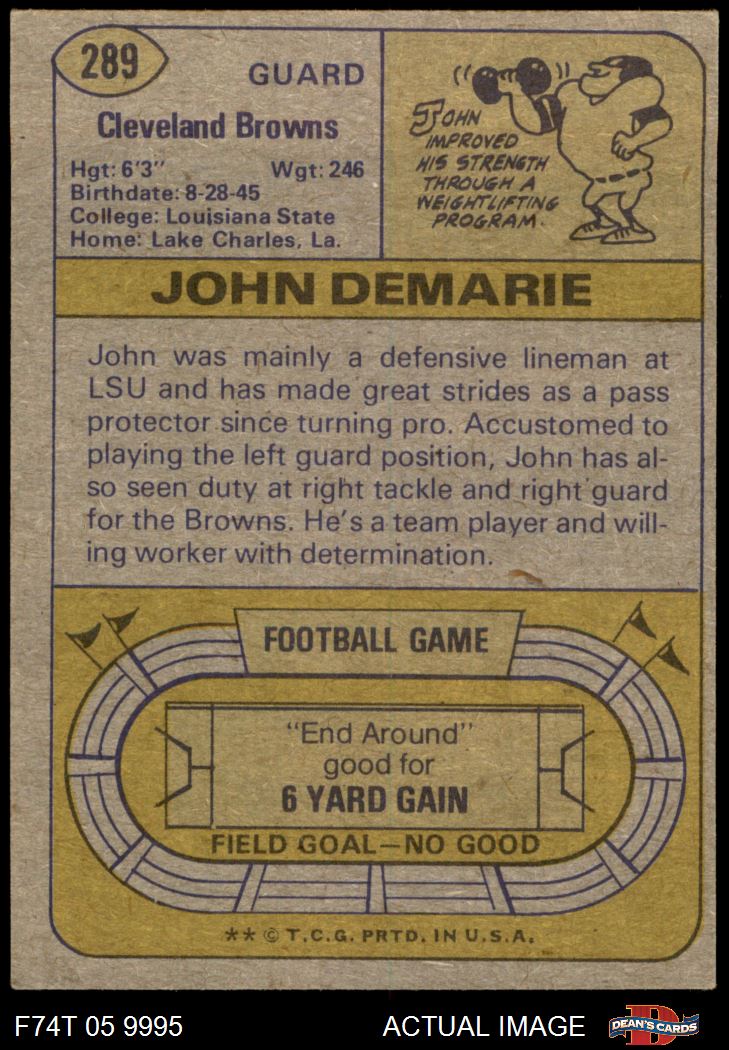 289
GUARD
Cleveland Browns
Hgt: 6'3" Wgt: 246
Birthdate: 8-28-45
College: Louisiana State
Home: Lake Charles, La.
JOHN
IMPROVED
HIS STRENGTH
THROUGH A
WEIGHTLIFTING
PROGRAM.
JOHN DEMARIE
John was mainly a defensive lineman at
LSU and has made great strides as a pass
protector since turning pro. Accustomed to
playing the left guard position, John has al-
so seen duty at right tackle and right guard
for the Browns. He's a team player and will-
ing worker with determination.
FOOTBALL GAME
"End Around"
good for
6 YARD GAIN
FIELD GOAL—NO GOOD
** © T.C.G. PRTD. IN U.S.A.
F74T 05 9995 ACTUAL IMAGE D DEAN'S CARDS